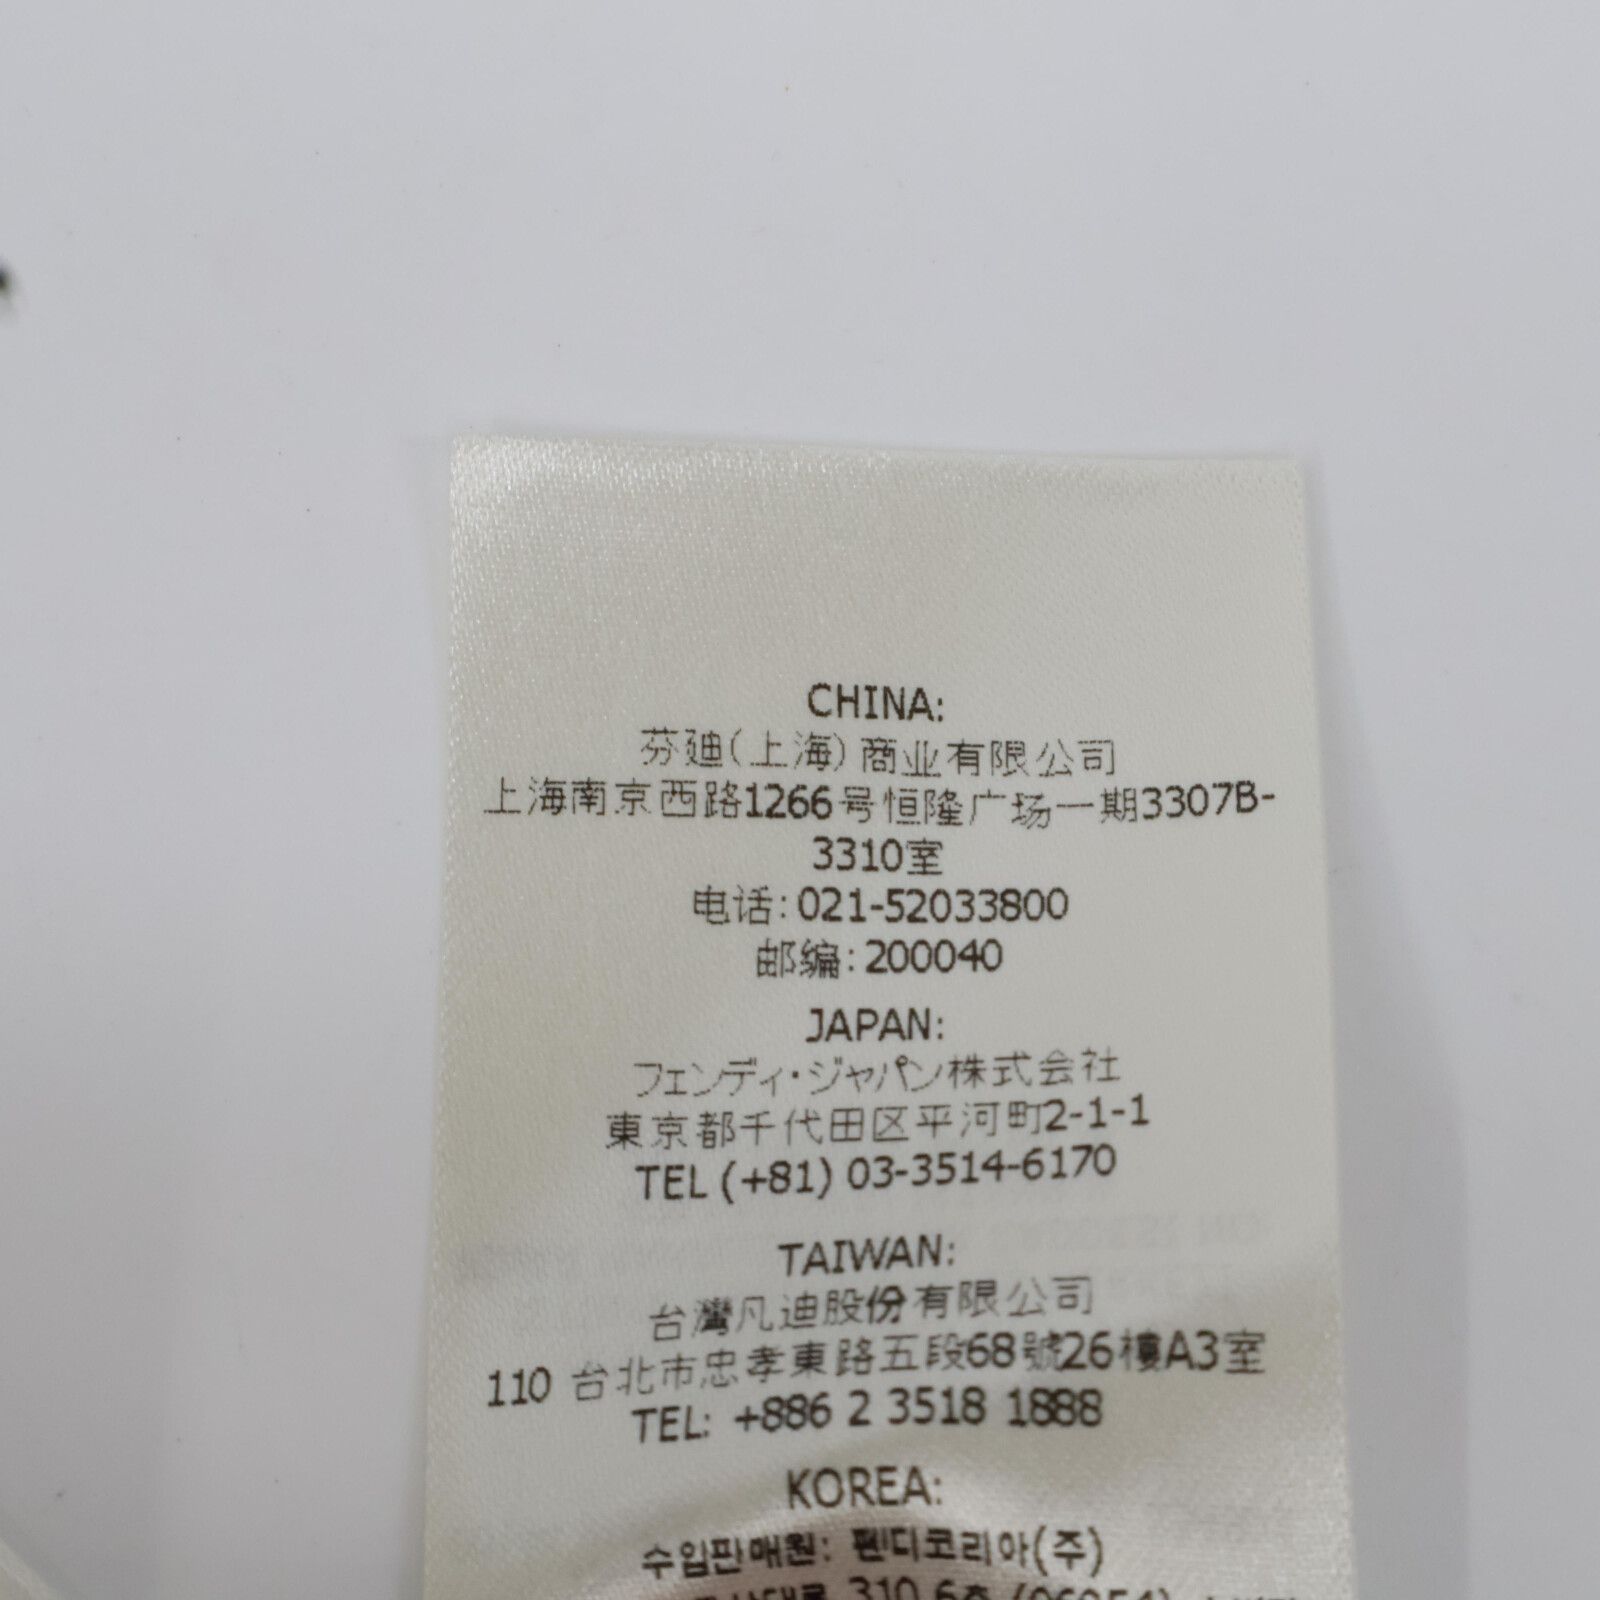 CHINA:
芬迪(上海)商业有限公司
上海南京西路1266号恒隆广场一期3307B-
3310室
电话:021-52033800
邮编:200040
JAPAN:
フェンディ・ジャパン株式会社
東京都千代田区平河町2-1-1
TEL (+81) 03-3514-6170
TAIWAN:
台灣凡迪股份有限公司
110 台北市忠孝東路五段68號26樓A3室
TEL: +886 2 3518 1888
KOREA:
수입판매원: 펜디코리아(주)
310 6층